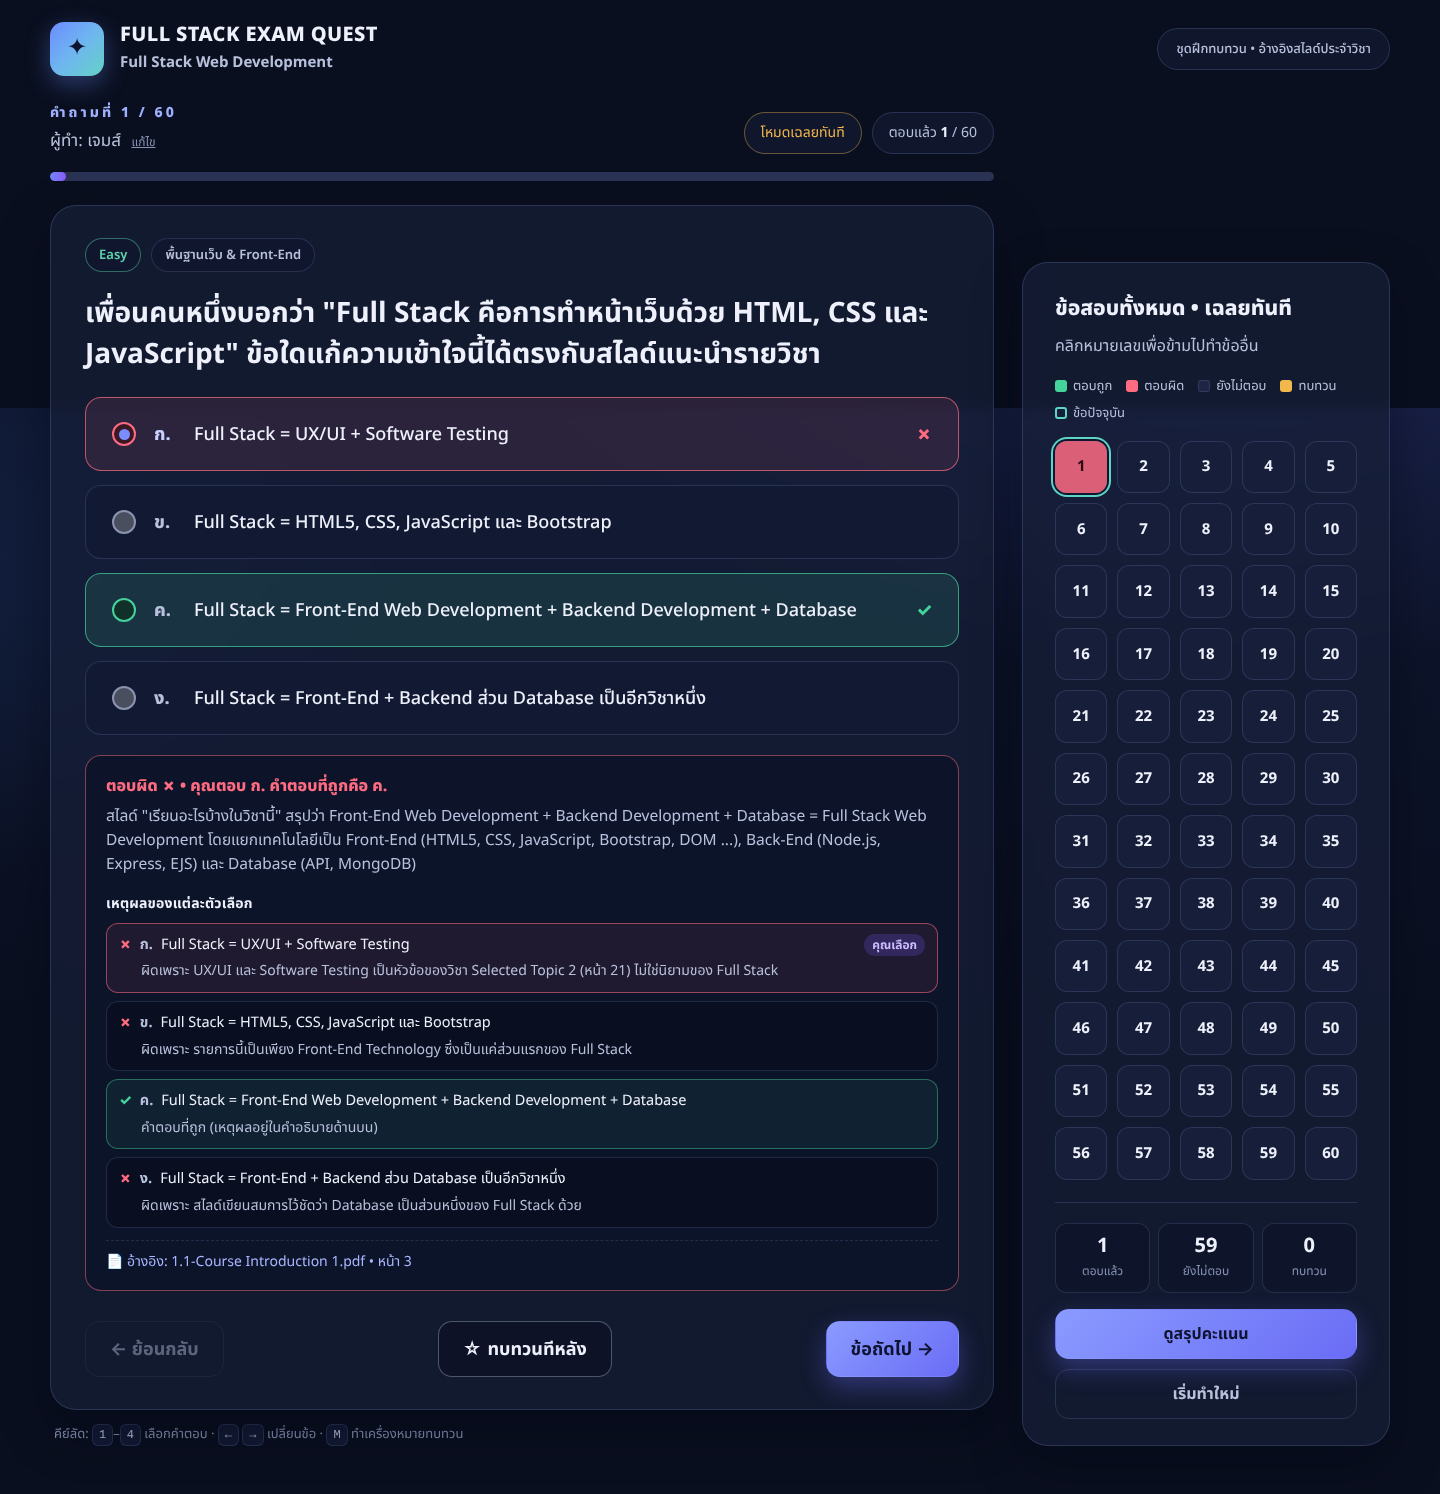 FULL STACK EXAM QUEST
Full Stack Web Development
ชุดฝึกทบทวน • อ้างอิงสไลด์ประจำวิชา
คำถามที่ 1 / 60
ผู้ทำ: เจมส์ แก้ไข
โหมดเฉลยทันที
ตอบแล้ว 1 / 60
Easy
พื้นฐานเว็บ & Front-End
เพื่อนคนหนึ่งบอกว่า "Full Stack คือการทำหน้าเว็บด้วย HTML, CSS และ
JavaScript" ข้อใดแก้ความเข้าใจนี้ได้ตรงกับสไลด์แนะนำรายวิชา
ก. Full Stack = UX/UI + Software Testing ×
ข. Full Stack = HTML5, CSS, JavaScript และ Bootstrap
ค. Full Stack = Front-End Web Development + Backend Development + Database ✓
ง. Full Stack = Front-End + Backend ส่วน Database เป็นอีกวิชาหนึ่ง
ตอบผิด × • คุณตอบ ก. คำตอบที่ถูกคือ ค.
สไลด์ "เรียนอะไรบ้างในวิชานี้" สรุปว่า Front-End Web Development + Backend Development + Database = Full Stack Web
Development โดยแยกเทคโนโลยีเป็น Front-End (HTML5, CSS, JavaScript, Bootstrap, DOM ...), Back-End (Node.js,
Express, EJS) และ Database (API, MongoDB)
เหตุผลของแต่ละตัวเลือก
× ก. Full Stack = UX/UI + Software Testing คุณเลือก
ผิดเพราะ UX/UI และ Software Testing เป็นหัวข้อของวิชา Selected Topic 2 (หน้า 21) ไม่ใช่นิยามของ Full Stack
× ข. Full Stack = HTML5, CSS, JavaScript และ Bootstrap
ผิดเพราะ รายการนี้เป็นเพียง Front-End Technology ซึ่งเป็นแค่ส่วนแรกของ Full Stack
✓ ค. Full Stack = Front-End Web Development + Backend Development + Database
คำตอบที่ถูก (เหตุผลอยู่ในคำอธิบายด้านบน)
× ง. Full Stack = Front-End + Backend ส่วน Database เป็นอีกวิชาหนึ่ง
ผิดเพราะ สไลด์เขียนสมการไว้ชัดว่า Database เป็นส่วนหนึ่งของ Full Stack ด้วย
📄 อ้างอิง: 1.1-Course Introduction 1.pdf • หน้า 3
← ย้อนกลับ
☆ ทบทวนทีหลัง
ข้อถัดไป →
คีย์ลัด: 1–4 เลือกคำตอบ · ← → เปลี่ยนข้อ · M ทำเครื่องหมายทบทวน
ข้อสอบทั้งหมด • เฉลยทันที
คลิกหมายเลขเพื่อข้ามไปทำข้ออื่น
ตอบถูก ตอบผิด ยังไม่ตอบ ทบทวน
ข้อปัจจุบัน
1 2 3 4 5
6 7 8 9 10
11 12 13 14 15
16 17 18 19 20
21 22 23 24 25
26 27 28 29 30
31 32 33 34 35
36 37 38 39 40
41 42 43 44 45
46 47 48 49 50
51 52 53 54 55
56 57 58 59 60
1 59 0
ตอบแล้ว ยังไม่ตอบ ทบทวน
ดูสรุปคะแนน
เริ่มทำใหม่